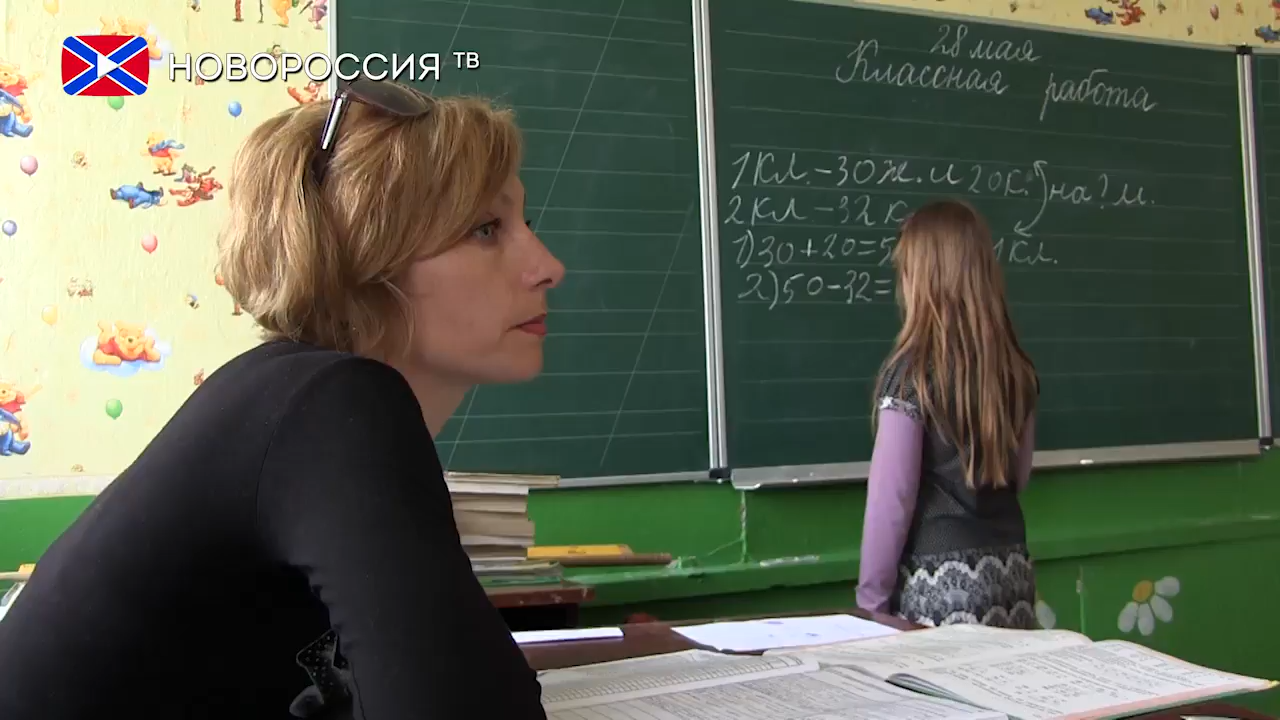 НОВОРОССИЯ ТВ
28 мая
Классная работа
1 кл. – 30 ж. и 20 к. на ? м.
2 кл – 32 к
1) 30 + 20 = 5 1 кл.
2) 50 – 32 =